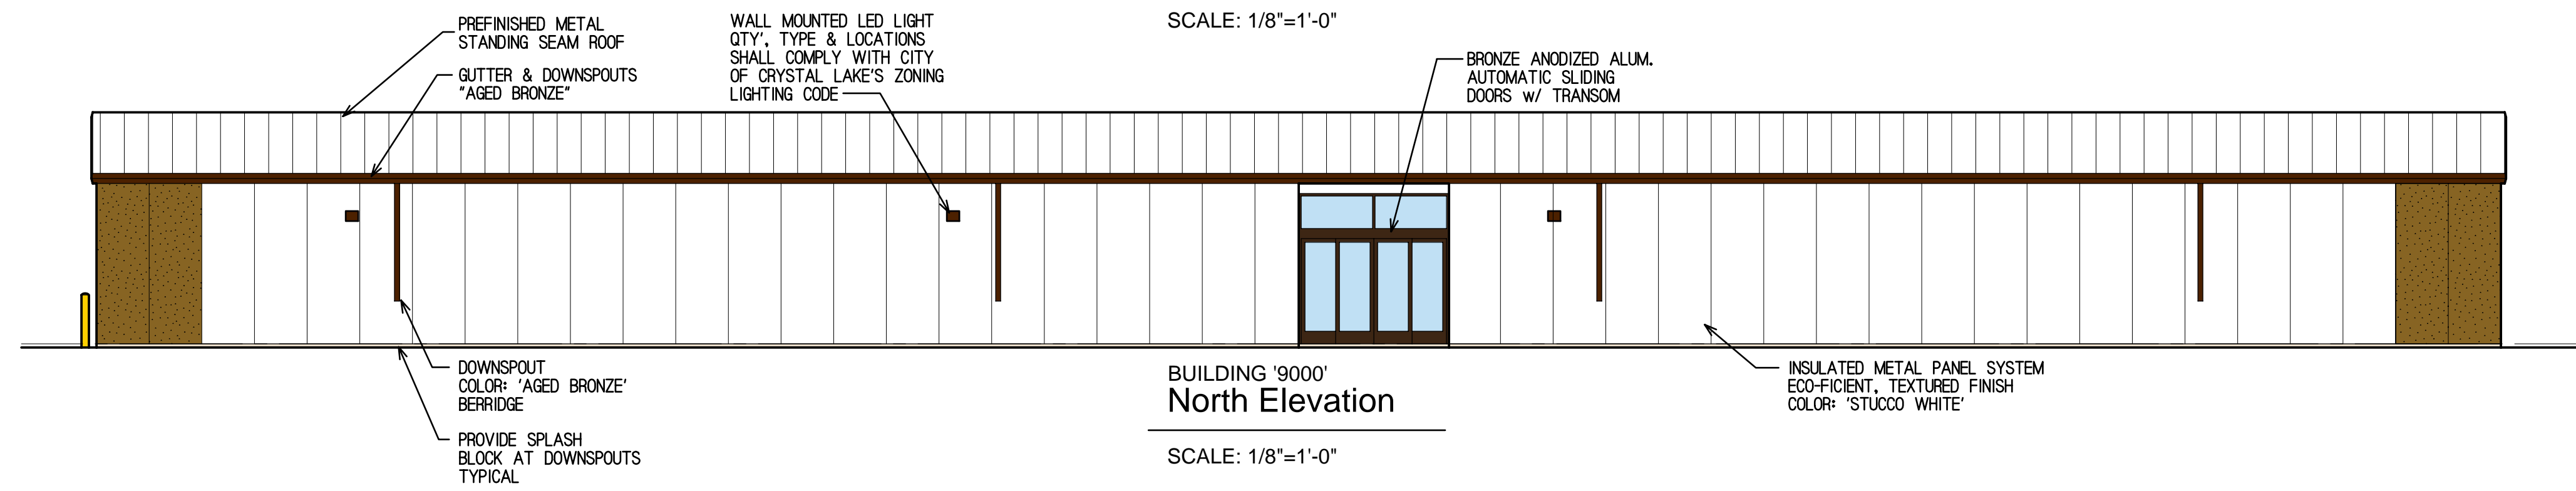 SCALE: 1/8"=1'-0"
PREFINISHED METAL
STANDING SEAM ROOF
GUTTER & DOWNSPOUTS
"AGED BRONZE"
WALL MOUNTED LED LIGHT
QTY', TYPE & LOCATIONS
SHALL COMPLY WITH CITY
OF CRYSTAL LAKE'S ZONING
LIGHTING CODE
BRONZE ANODIZED ALUM.
AUTOMATIC SLIDING
DOORS w/ TRANSOM
DOWNSPOUT
COLOR: 'AGED BRONZE'
BERRIDGE
PROVIDE SPLASH
BLOCK AT DOWNSPOUTS
TYPICAL
BUILDING '9000'
North Elevation
SCALE: 1/8"=1'-0"
INSULATED METAL PANEL SYSTEM
ECO-FICIENT, TEXTURED FINISH
COLOR: 'STUCCO WHITE'